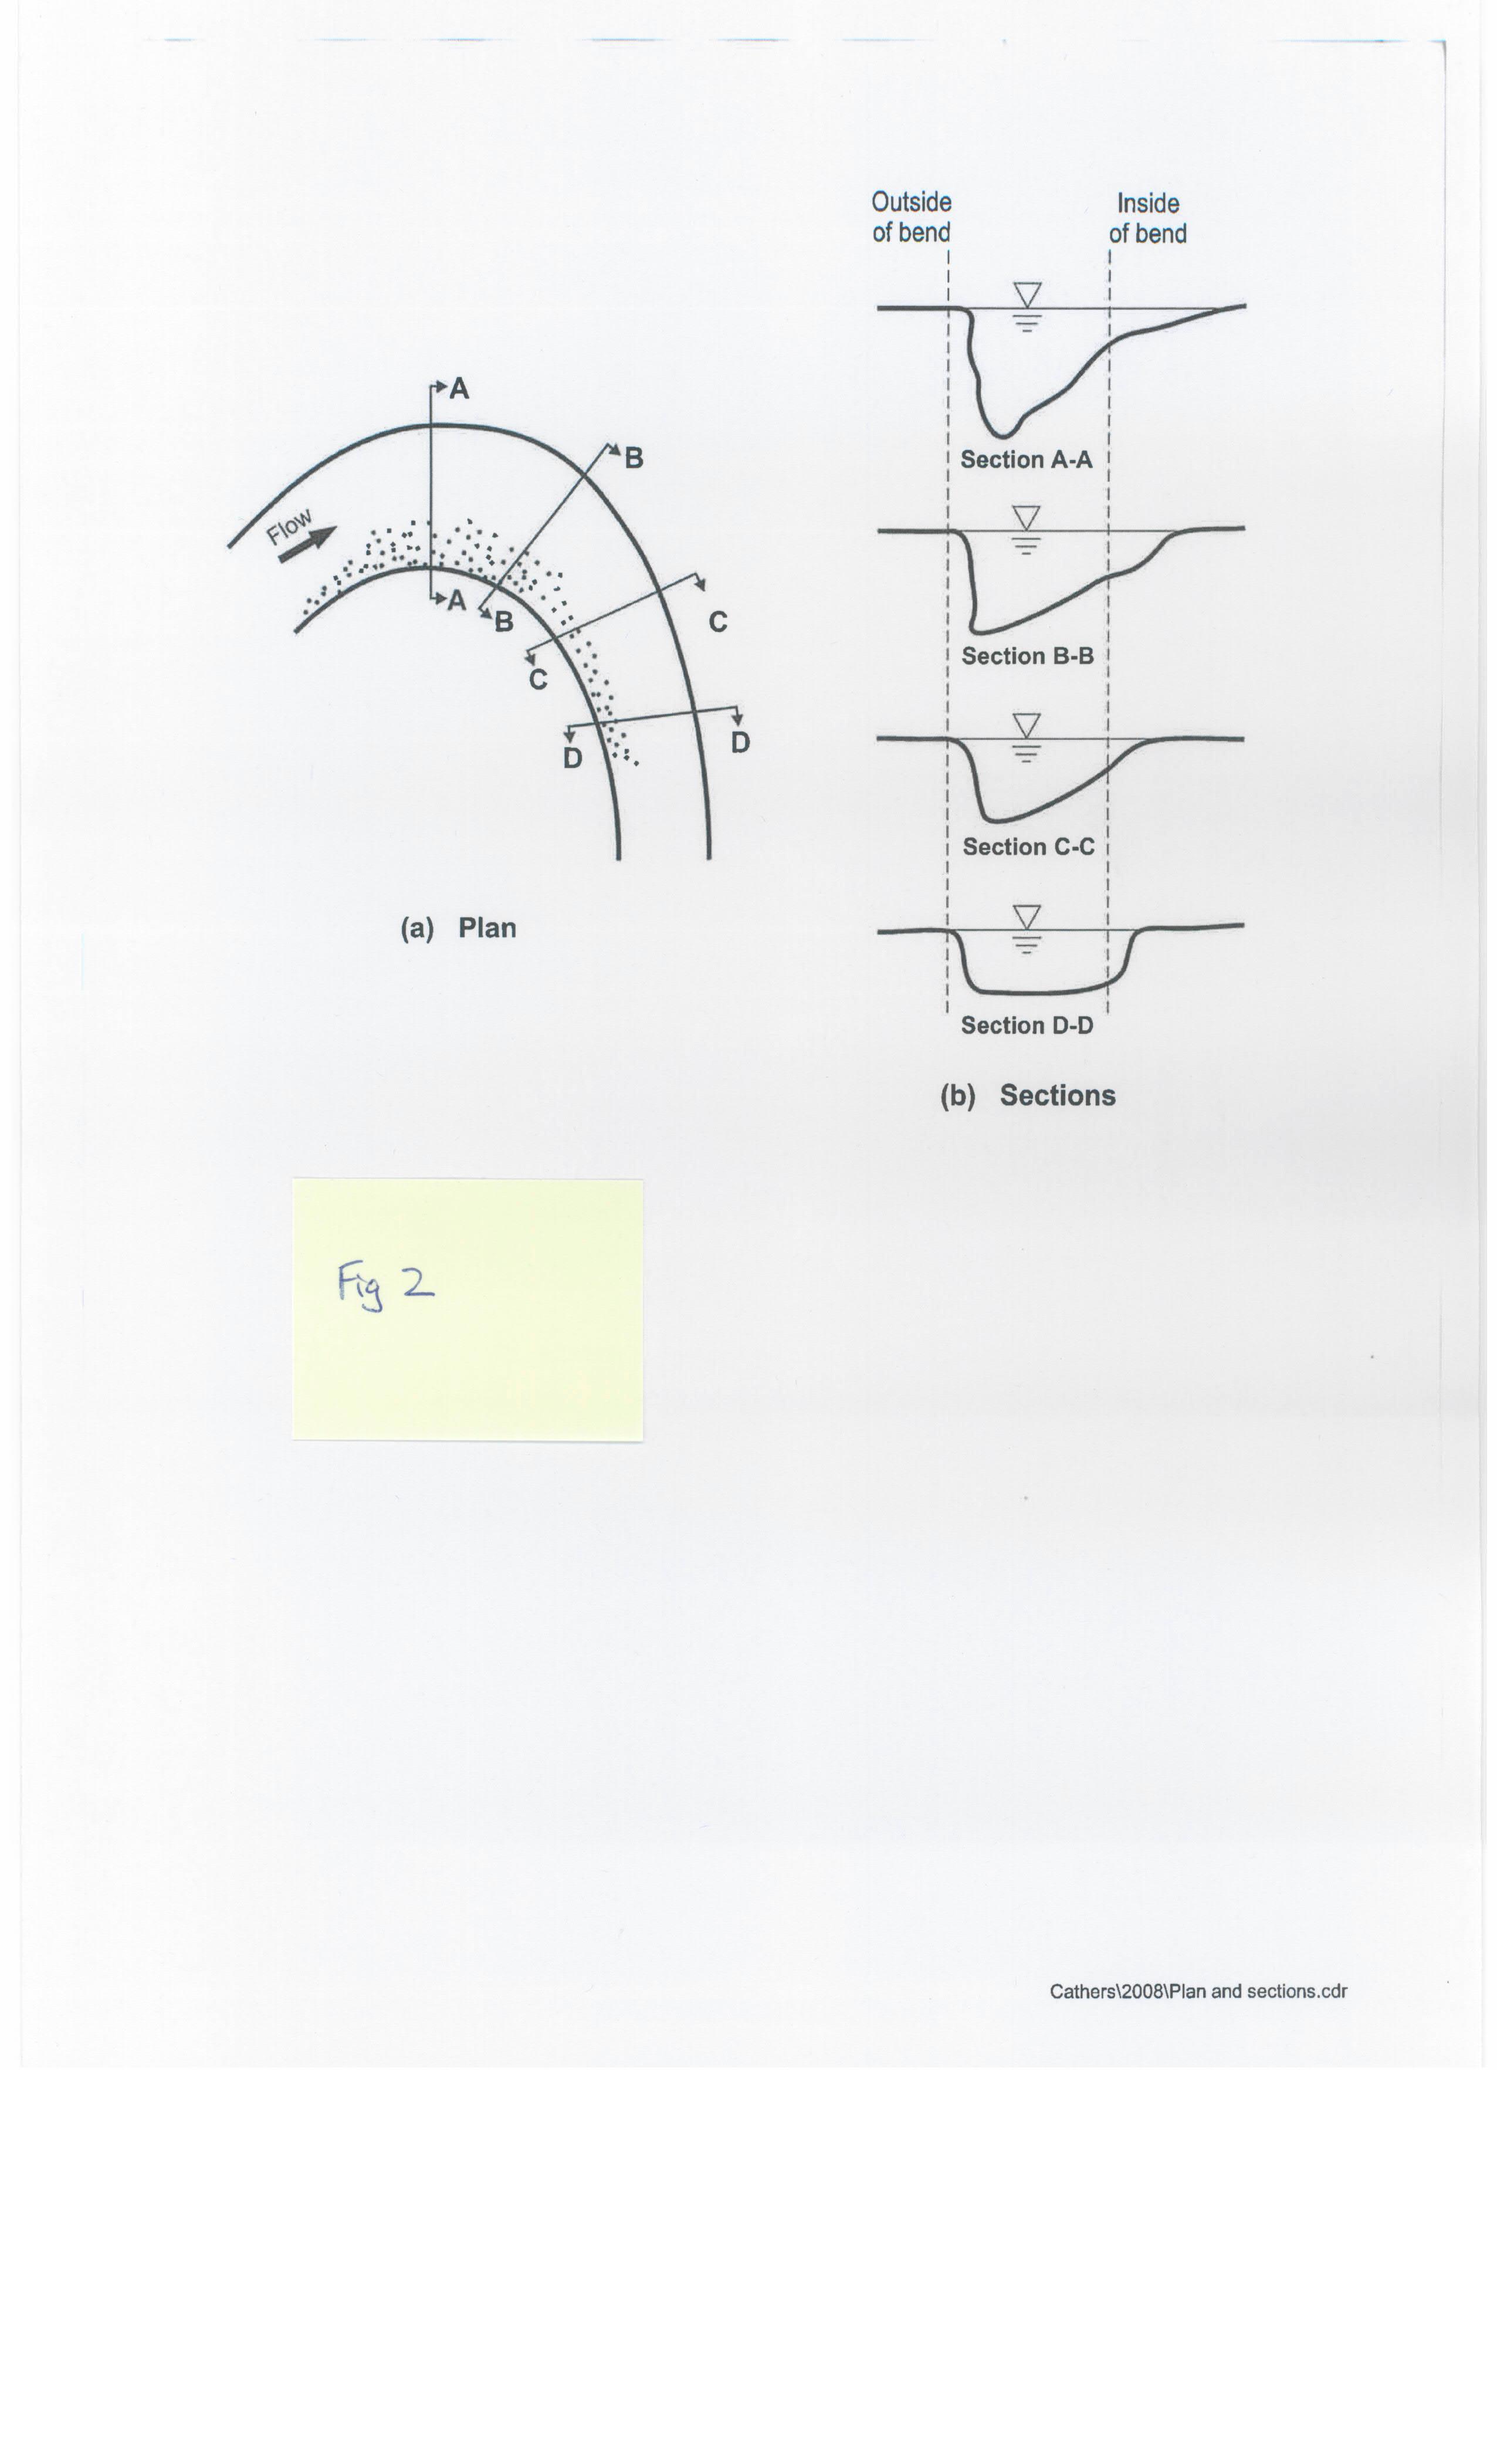 Outside
of bend
Inside
of bend
Section A-A
Section B-B
Section C-C
Section D-D
(b) Sections
A
A
B
B
C
C
D
D
Flow
(a) Plan
Fig 2
Cathers\2008\Plan and sections.cdr